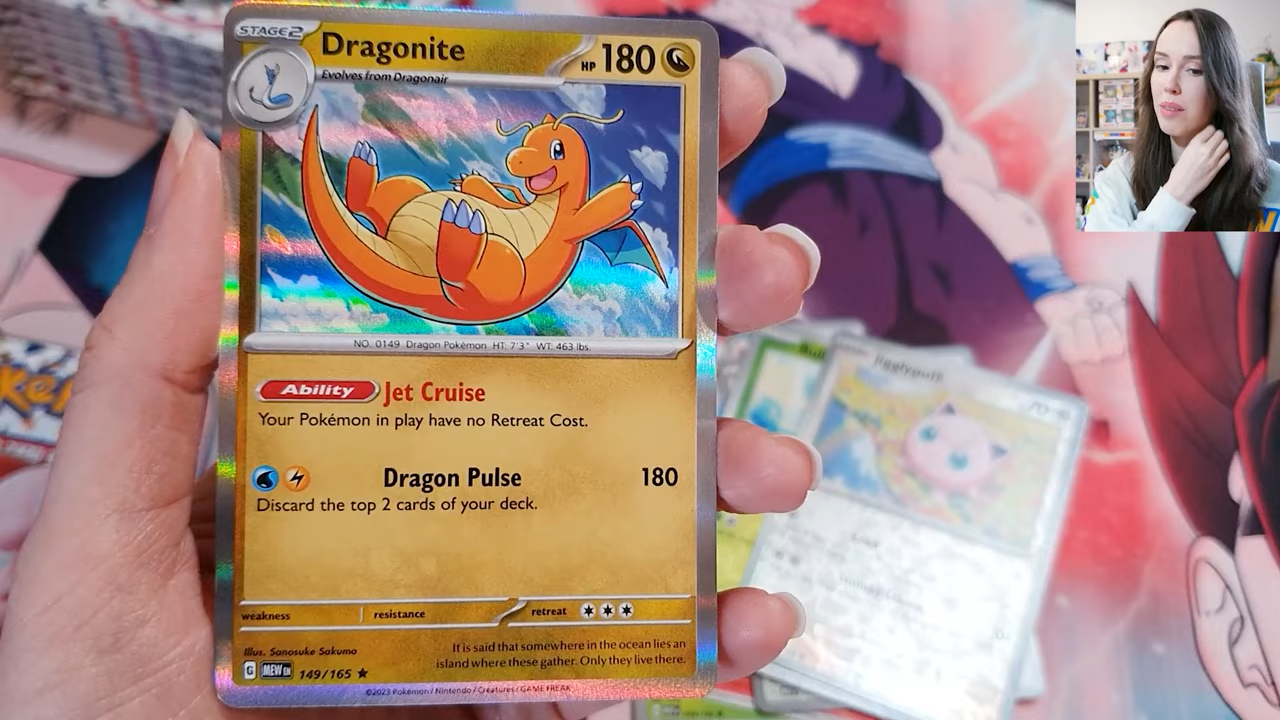 STAGE2
Dragonite
HP 180
Evolves from Dragonair
NO. 0149 Dragon Pokémon HT: 7'3" WT: 463 lbs.
Ability Jet Cruise
Your Pokémon in play have no Retreat Cost.
Dragon Pulse 180
Discard the top 2 cards of your deck.
weakness resistance retreat
Illus. Sanosuke Sakumo
It is said that somewhere in the ocean lies an
island where these gather. Only they live there.
G MEW EN 149/165
©2023 Pokémon / Nintendo / Creatures / GAME FREAK
Jigglypuff